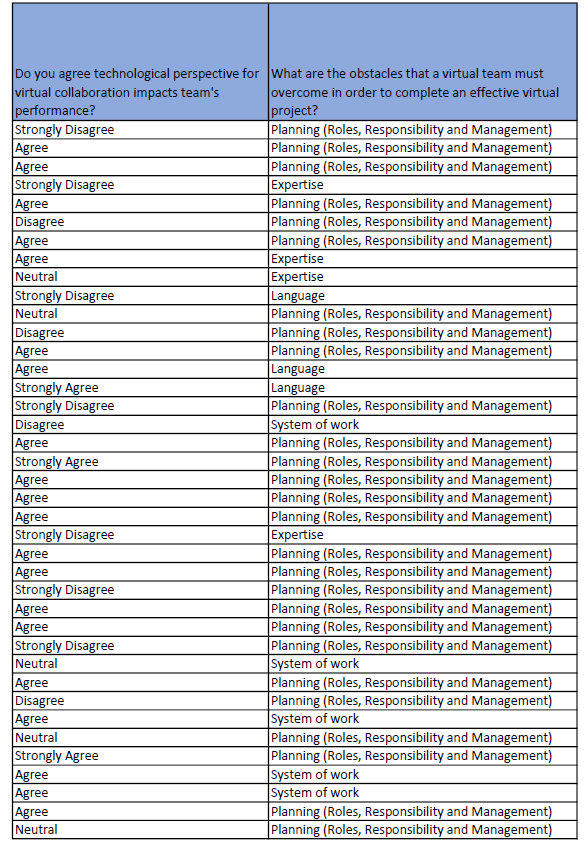 Do you agree technological perspective for virtual collaboration impacts team's performance? What are the obstacles that a virtual team must overcome in order to complete an effective virtual project?
Strongly Disagree Planning (Roles, Responsibility and Management)
Agree Planning (Roles, Responsibility and Management)
Agree Planning (Roles, Responsibility and Management)
Strongly Disagree Expertise
Agree Planning (Roles, Responsibility and Management)
Disagree Planning (Roles, Responsibility and Management)
Agree Planning (Roles, Responsibility and Management)
Agree Expertise
Neutral Expertise
Strongly Disagree Language
Neutral Planning (Roles, Responsibility and Management)
Disagree Planning (Roles, Responsibility and Management)
Agree Planning (Roles, Responsibility and Management)
Agree Language
Strongly Agree Language
Strongly Disagree Planning (Roles, Responsibility and Management)
Disagree System of work
Agree Planning (Roles, Responsibility and Management)
Strongly Agree Planning (Roles, Responsibility and Management)
Agree Planning (Roles, Responsibility and Management)
Agree Planning (Roles, Responsibility and Management)
Agree Planning (Roles, Responsibility and Management)
Strongly Disagree Expertise
Agree Planning (Roles, Responsibility and Management)
Agree Planning (Roles, Responsibility and Management)
Strongly Disagree Planning (Roles, Responsibility and Management)
Agree Planning (Roles, Responsibility and Management)
Agree Planning (Roles, Responsibility and Management)
Strongly Disagree Planning (Roles, Responsibility and Management)
Neutral System of work
Agree Planning (Roles, Responsibility and Management)
Disagree Planning (Roles, Responsibility and Management)
Agree System of work
Neutral Planning (Roles, Responsibility and Management)
Strongly Agree Planning (Roles, Responsibility and Management)
Agree System of work
Agree System of work
Agree Planning (Roles, Responsibility and Management)
Neutral Planning (Roles, Responsibility and Management)